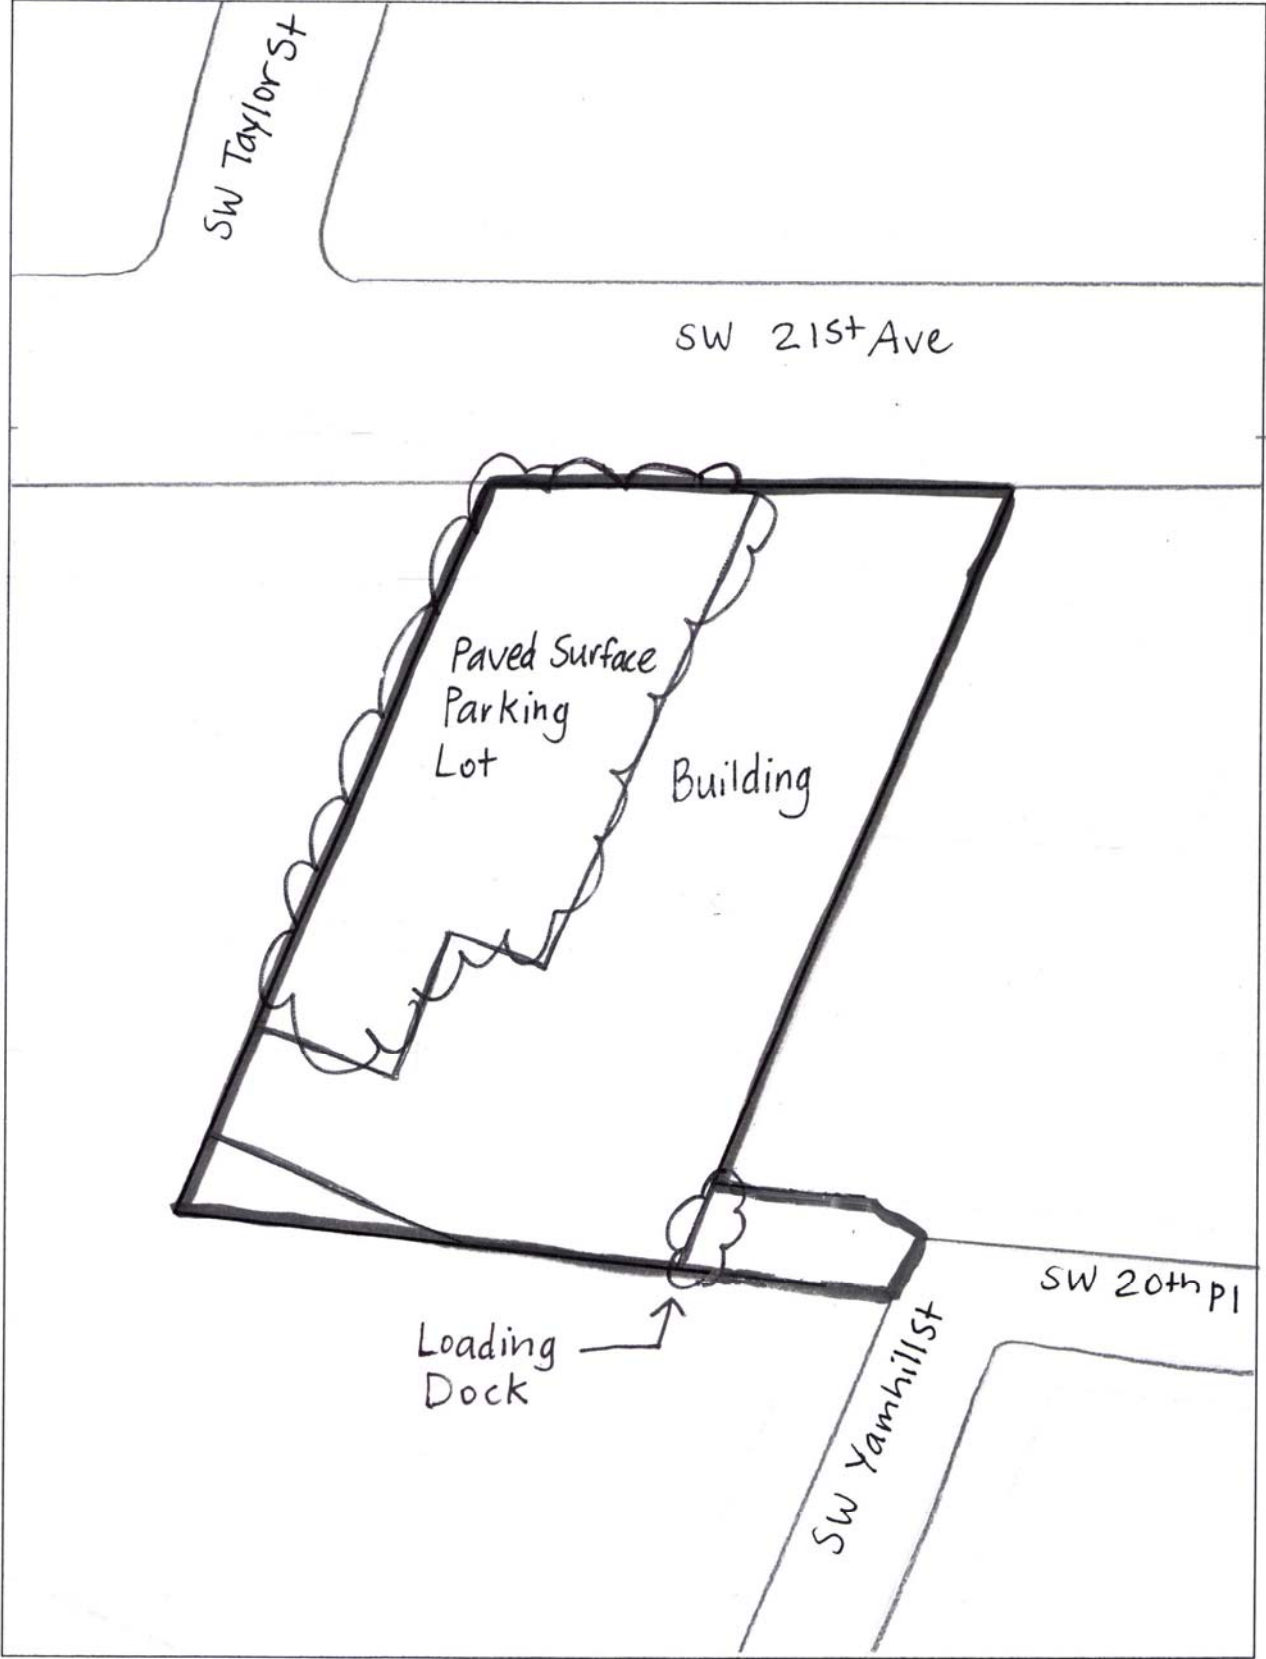 SW Taylor St
SW 21st Ave
Paved Surface
Parking
Lot
Building
SW 20th Pl
Loading
Dock
SW Yamhill St